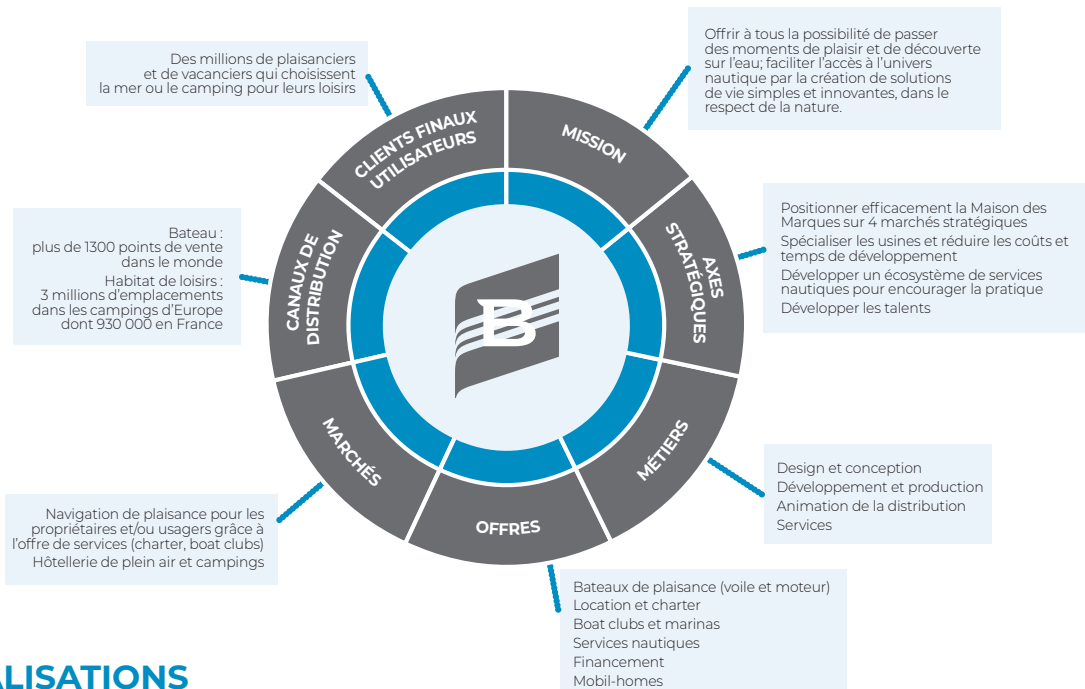 Des millions de plaisanciers
et de vacanciers qui choisissent
la mer ou le camping pour leurs loisirs
Offrir à tous la possibilité de passer
des moments de plaisir et de découverte
sur l'eau; faciliter l'accès à l'univers
nautique par la création de solutions
de vie simples et innovantes, dans le
respect de la nature.
CLIENTS FINAUX
UTILISATEURS
MISSION
Bateau :
plus de 1300 points de vente
dans le monde
Habitat de loisirs :
3 millions d'emplacements
dans les campings d'Europe
dont 930 000 en France
CANAUX DE
DISTRIBUTION
B
AXES
STRATÉGIQUES
Positionner efficacement la Maison des
Marques sur 4 marchés stratégiques
Spécialiser les usines et réduire les coûts et
temps de développement
Développer un écosystème de services
nautiques pour encourager la pratique
Développer les talents
MARCHÉS
MÉTIERS
Design et conception
Développement et production
Animation de la distribution
Services
Navigation de plaisance pour les
propriétaires et/ou usagers grâce à
l'offre de services (charter, boat clubs)
Hôtellerie de plein air et campings
OFFRES
Bateaux de plaisance (voile et moteur)
Location et charter
Boat clubs et marinas
Services nautiques
Financement
Mobil-homes
ALISATIONS